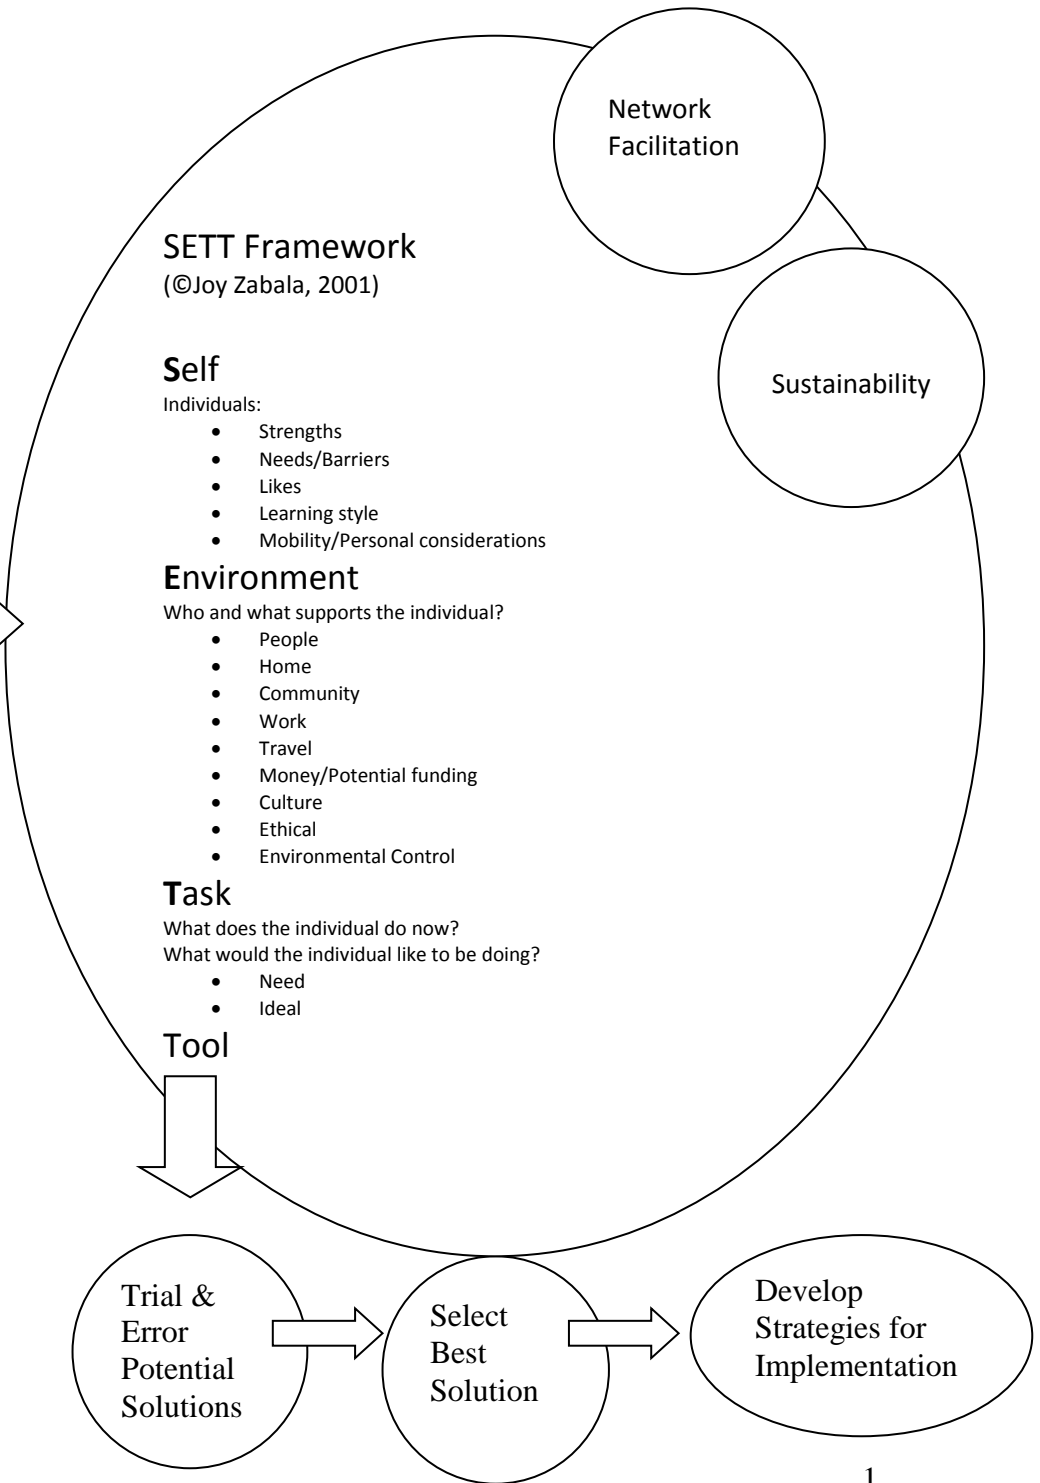 Network
Facilitation
SETT Framework
(©Joy Zabala, 2001)
Sustainability
Self
Individuals:
• Strengths
• Needs/Barriers
• Likes
• Learning style
• Mobility/Personal considerations
Environment
Who and what supports the individual?
• People
• Home
• Community
• Work
• Travel
• Money/Potential funding
• Culture
• Ethical
• Environmental Control
Task
What does the individual do now?
What would the individual like to be doing?
• Need
• Ideal
Tool
Trial &
Error
Potential
Solutions
Select
Best
Solution
Develop
Strategies for
Implementation
1